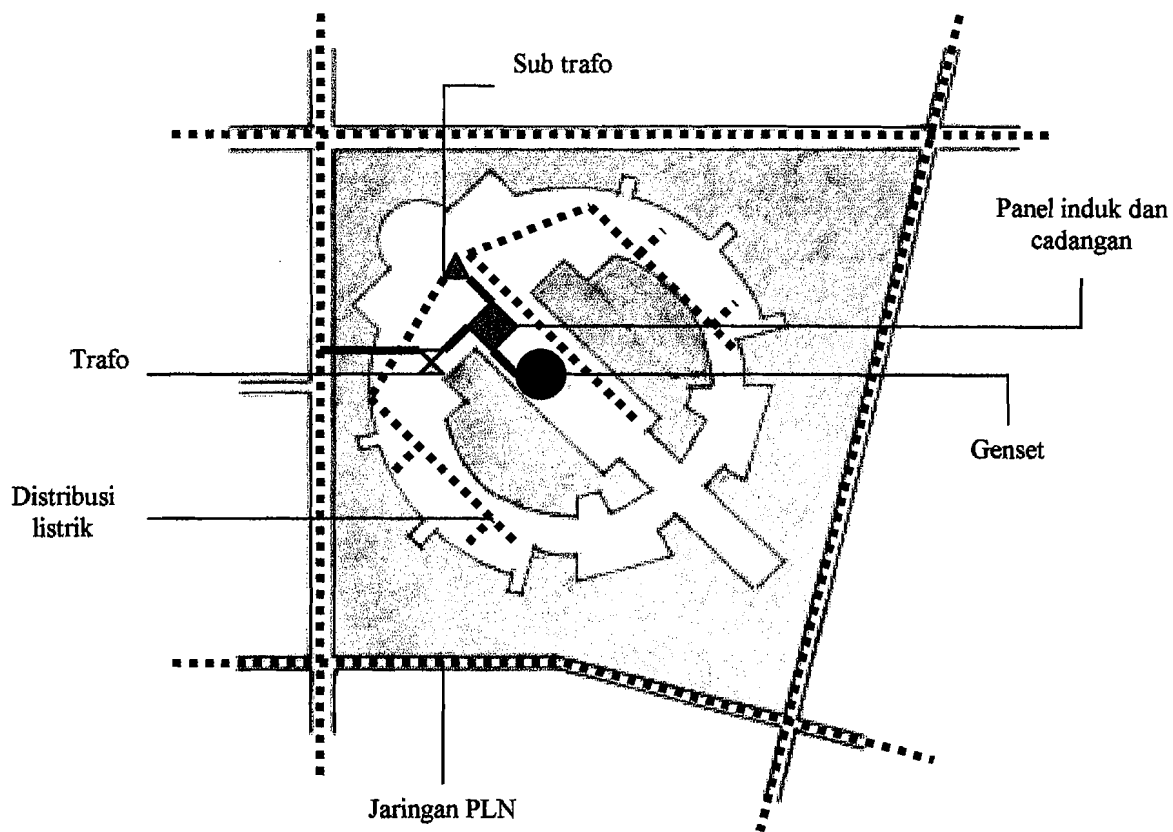 Sub trafo
Panel induk dan
cadangan
Trafo
Genset
Distribusi
listrik
Jaringan PLN